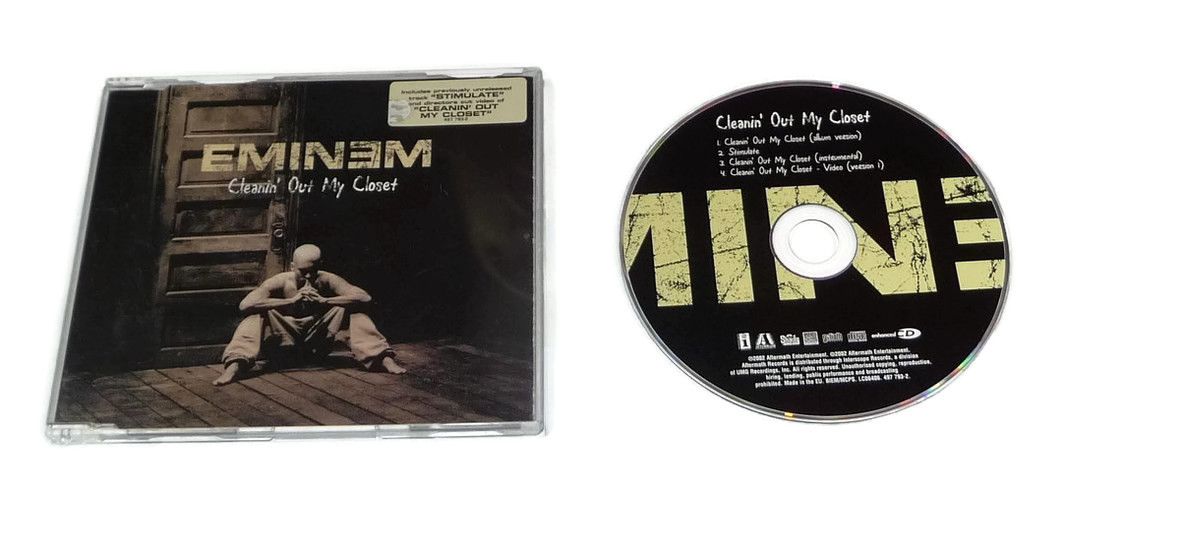 Includes previously unreleased
track "STIMULATE"
and directors cut video of
"CLEANIN' OUT
MY CLOSET"
497 793-2
EMINƎM
Cleanin' Out My Closet
Cleanin' Out My Closet
1. Cleanin' Out My Closet (album version)
2. Stimulate
3. Cleanin' Out My Closet (instrumental)
4. Cleanin' Out My Closet - Video (version 1)
MINƎ
enhanced CD
℗2002 Aftermath Entertainment. ©2002 Aftermath Entertainment.
Aftermath Records is distributed through Interscope Records, a division
of UMG Recordings, Inc. All rights reserved. Unauthorized copying, reproduction,
hiring, lending, public performance and broadcasting
prohibited. Made in the EU. BIEM/MCPS. LC06406. 497 793-2.